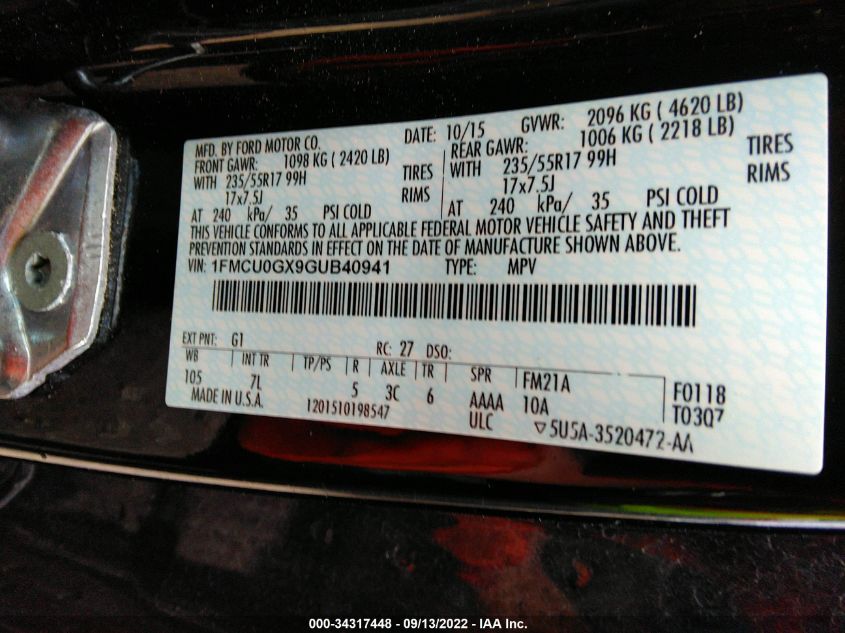 MFD. BY FORD MOTOR CO. DATE: 10/15 GVWR: 2096 KG (4620 LB)
FRONT GAWR: 1098 KG (2420 LB) REAR GAWR: 1006 KG (2218 LB)
WITH 235/55R17 99H TIRES WITH 235/55R17 99H TIRES
17x7.5J RIMS 17x7.5J RIMS
AT 240 kPa/ 35 PSI COLD AT 240 kPa/ 35 PSI COLD
THIS VEHICLE CONFORMS TO ALL APPLICABLE FEDERAL MOTOR VEHICLE SAFETY AND THEFT
PREVENTION STANDARDS IN EFFECT ON THE DATE OF MANUFACTURE SHOWN ABOVE.
VIN: 1FMCU0GX9GUB40941 TYPE: MPV
EXT PNT: G1 RC: 27 DSO:
WB INT TR TP/PS R AXLE TR SPR FM21A F0118
105 7L 5 3C 6 AAAA 10A T03Q7
MADE IN U.S.A. 1201510198547 ULC ▽5U5A-3520472-AA
000-34317448 - 09/13/2022 - IAA Inc.